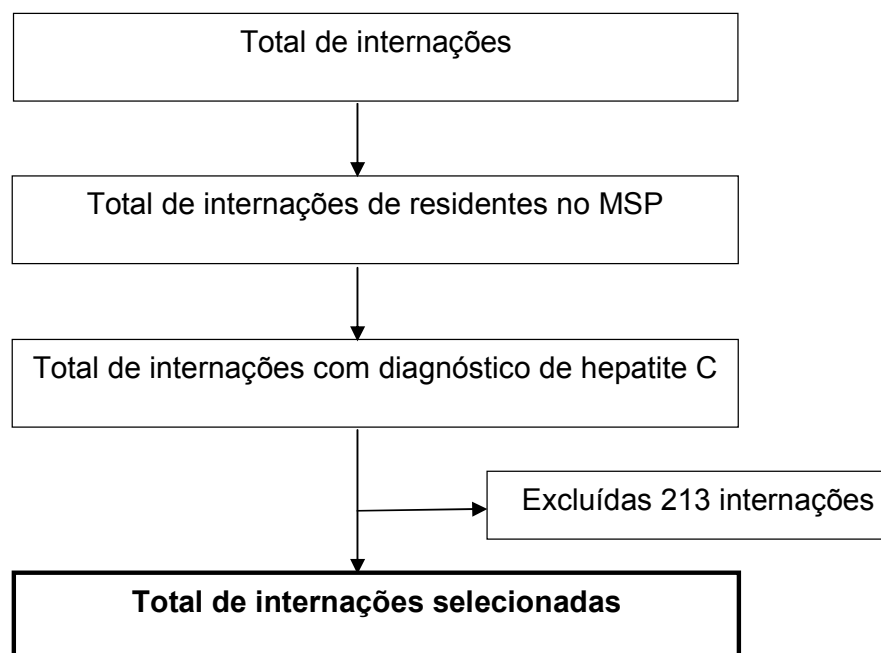 Total de internações
Total de internações de residentes no MSP
Total de internações com diagnóstico de hepatite C
Excluídas 213 internações
Total de internações selecionadas